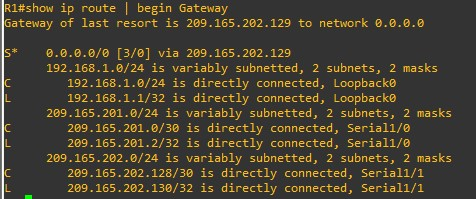 R1#show ip route | begin Gateway
Gateway of last resort is 209.165.202.129 to network 0.0.0.0
S* 0.0.0.0/0 [3/0] via 209.165.202.129
192.168.1.0/24 is variably subnetted, 2 subnets, 2 masks
C 192.168.1.0/24 is directly connected, Loopback0
L 192.168.1.1/32 is directly connected, Loopback0
209.165.201.0/24 is variably subnetted, 2 subnets, 2 masks
C 209.165.201.0/30 is directly connected, Serial1/0
L 209.165.201.2/32 is directly connected, Serial1/0
209.165.202.0/24 is variably subnetted, 2 subnets, 2 masks
C 209.165.202.128/30 is directly connected, Serial1/1
L 209.165.202.130/32 is directly connected, Serial1/1